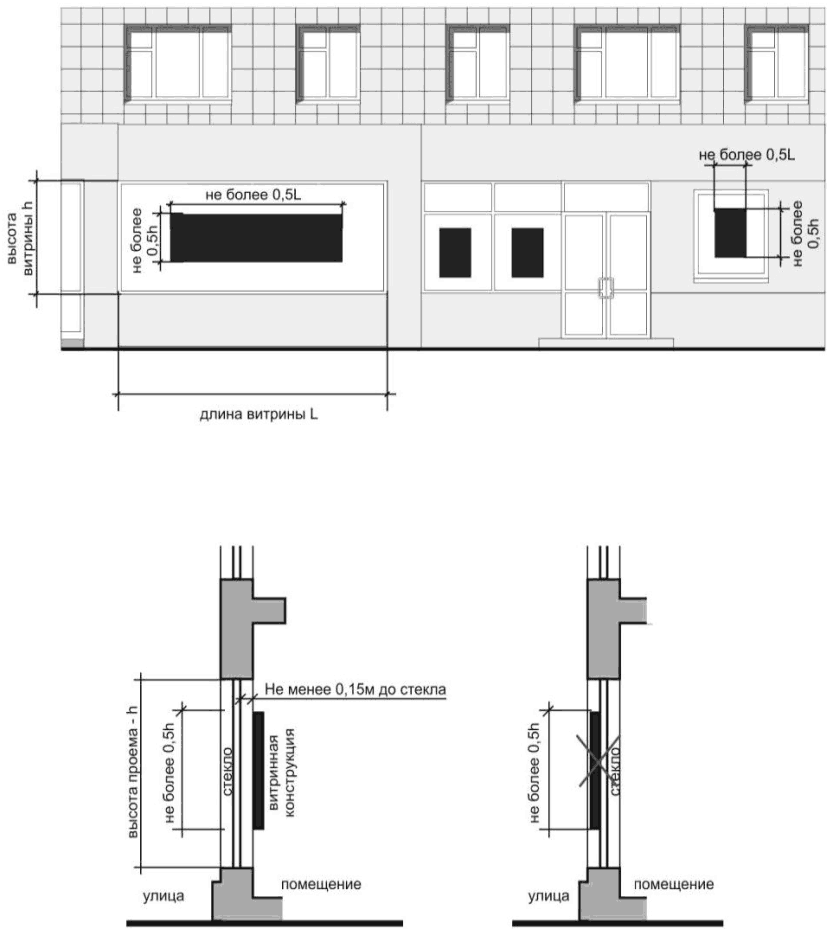 не более 0,5L
не более 0,5L
высота
витрины h
не более
0,5h
не более
0,5h
длина витрины L
Не менее 0,15м до стекла
высота проема - h
не более 0,5h
стекло
витринная
конструкция
не более 0,5h
стекло
улица
помещение
улица
помещение